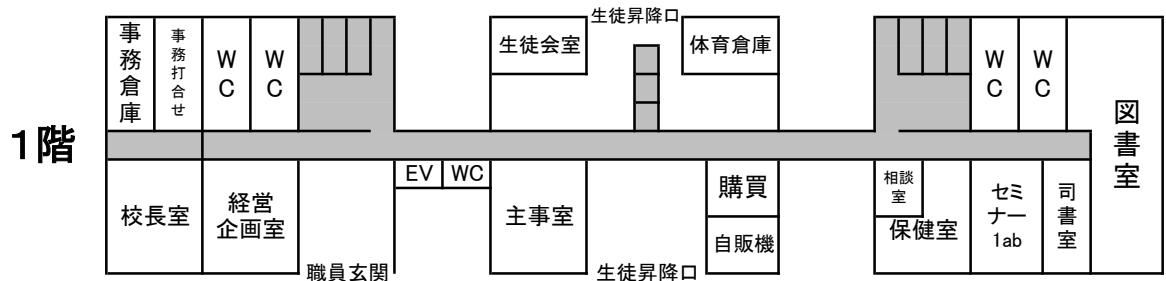 1階
事務倉庫
事務打合せ
WC
WC
生徒会室
生徒昇降口
体育倉庫
WC
WC
図書室
校長室
経営
企画室
職員玄関
EV
WC
主事室
生徒昇降口
購買
自販機
相談
室
保健室
セミ
ナー
1ab
司書室